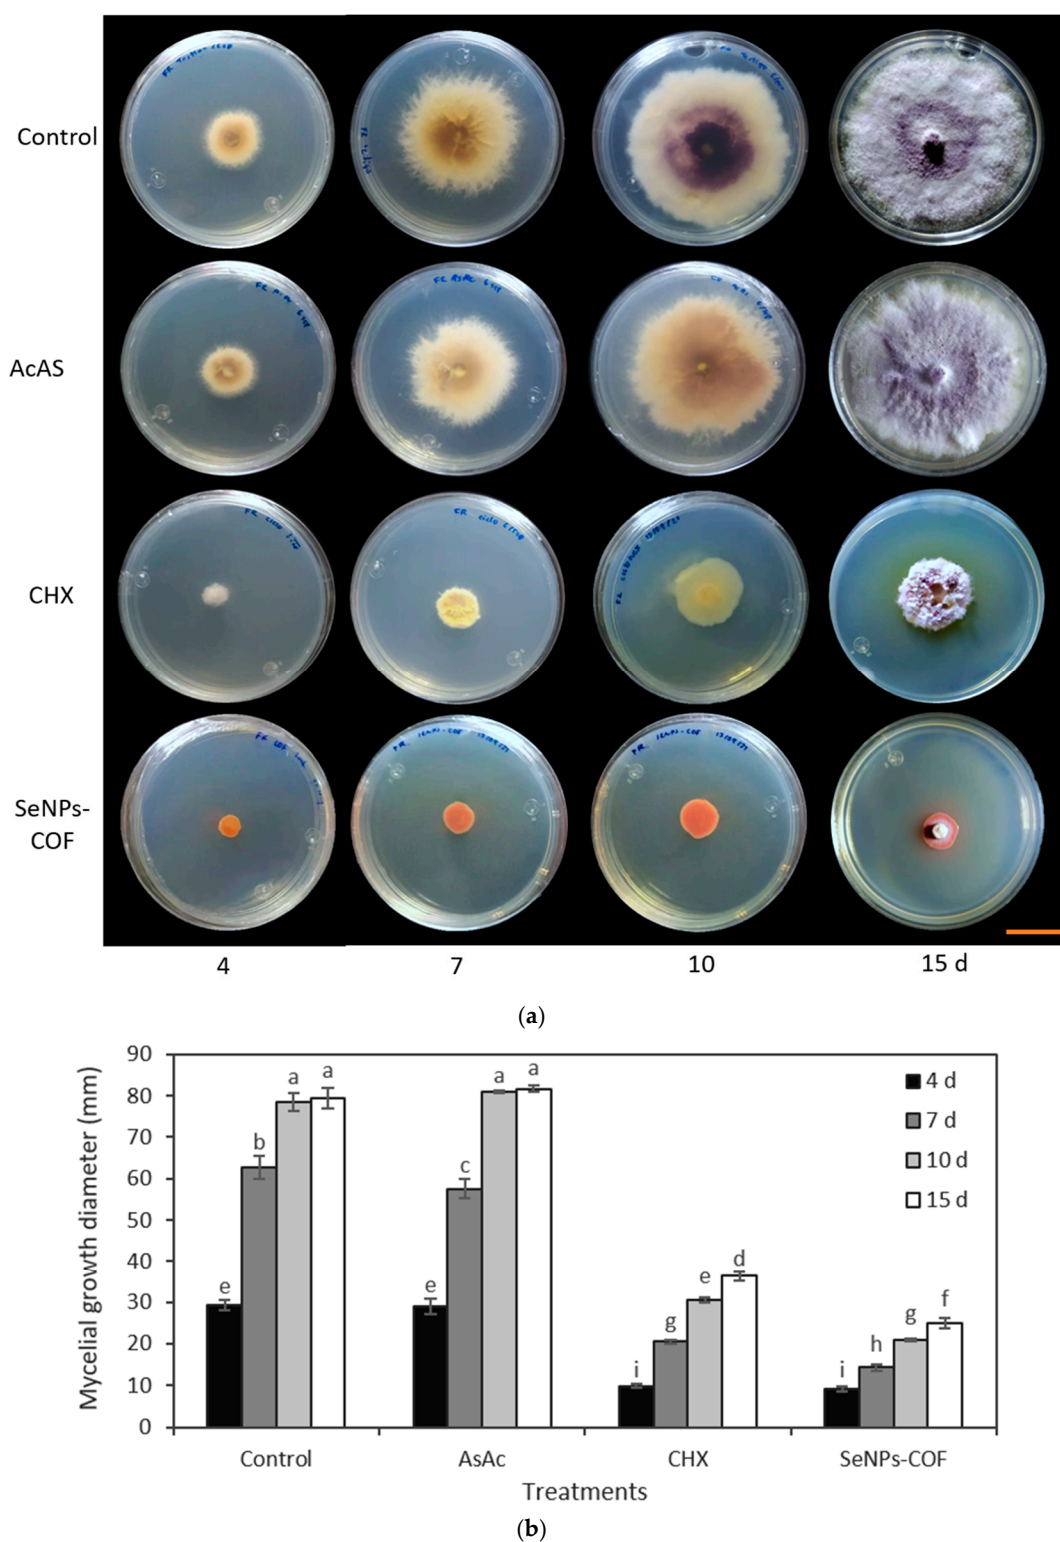 Control
AcAS
CHX
SeNPs-
COF
4 7 10 15 d
(a)
Mycelial growth diameter (mm)
90
80
70
60
50
40
30
20
10
0
e b a a
e c a a
i g e d
i h g f
4 d
7 d
10 d
15 d
Control AsAc CHX SeNPs-COF
Treatments
(b)